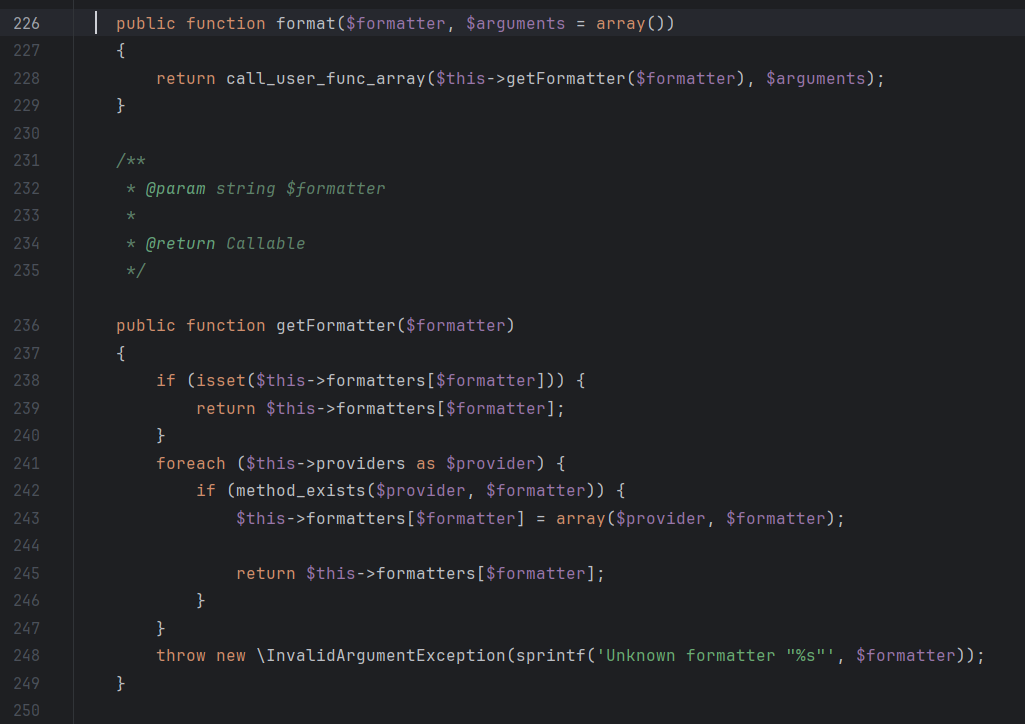 226 public function format($formatter, $arguments = array())
227 {
228 return call_user_func_array($this->getFormatter($formatter), $arguments);
229 }
230
231 /**
232 * @param string $formatter
233 *
234 * @return Callable
235 */
236 public function getFormatter($formatter)
237 {
238 if (isset($this->formatters[$formatter])) {
239 return $this->formatters[$formatter];
240 }
241 foreach ($this->providers as $provider) {
242 if (method_exists($provider, $formatter)) {
243 $this->formatters[$formatter] = array($provider, $formatter);
244
245 return $this->formatters[$formatter];
246 }
247 }
248 throw new \InvalidArgumentException(sprintf('Unknown formatter "%s"', $formatter));
249 }
250